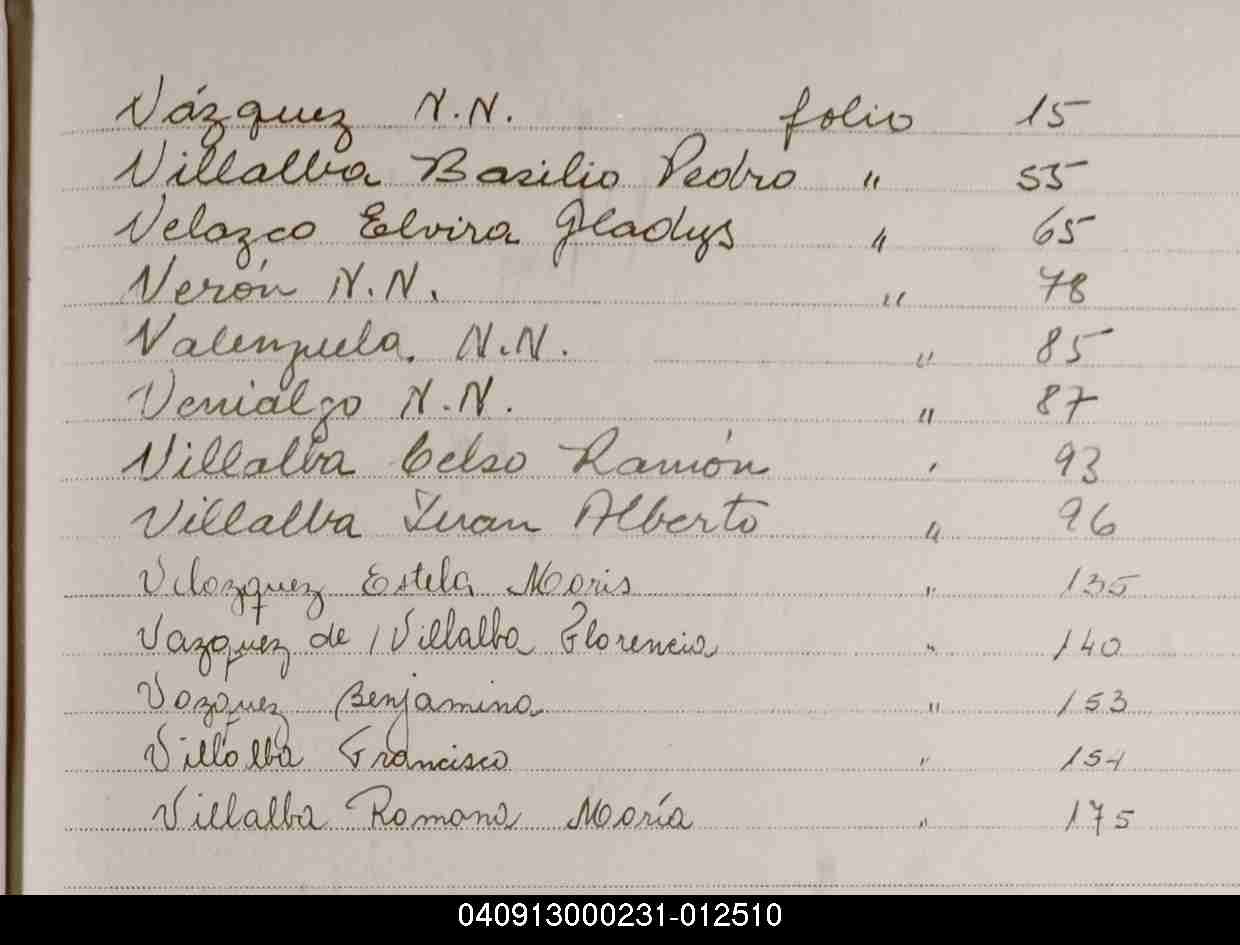 Vázquez N.N. folio 15
Villalba Basilio Pedro " 55
Velazco Elvira Gladys " 65
Verón N.N. " 78
Valenzuela. N.N. " 85
Venialgo N.N. " 87
Villalba Celso Ramón " 93
Villalba Juan Alberto " 96
Velazquez Estela Maris " 135
Vazquez de Villalba Florencia " 140
Vazquez Benjamina " 153
Villalba Francisco " 154
Villalba Romana María " 175
040913000231-012510